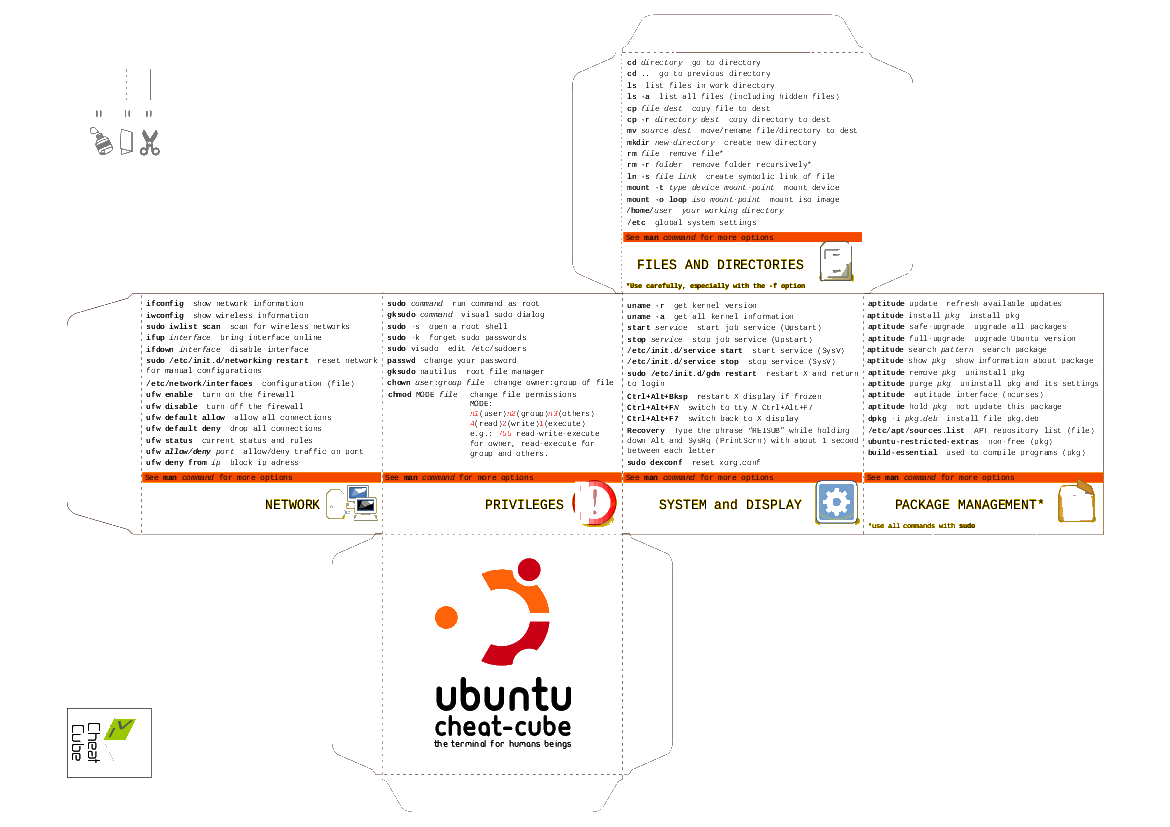 cd directory  go to directory
cd ..  go to previous directory
ls  list files in work directory
ls -a  list all files (including hidden files)
cp file dest  copy file to dest
cp -r directory dest  copy directory to dest
mv source dest  move/rename file/directory to dest
mkdir new-directory  create new directory
rm file  remove file*
rm -r folder  remove folder recursively*
ln -s file link  create symbolic link of file
mount -t type device mount-point  mount device
mount -o loop iso mount-point  mount iso image
/home/user  your working directory
/etc  global system settings
See man command for more options
FILES AND DIRECTORIES
*Use carefully, especially with the -f option
ifconfig  show network information
iwconfig  show wireless information
sudo iwlist scan  scan for wireless networks
ifup interface  bring interface online
ifdown interface  disable interface
sudo /etc/init.d/networking restart  reset network
for manual configurations
/etc/network/interfaces  configuration (file)
ufw enable  turn on the firewall
ufw disable  turn off the firewall
ufw default allow  allow all connections
ufw default deny  drop all connections
ufw status  current status and rules
ufw allow/deny port  allow/deny traffic on port
ufw deny from ip  block ip adress
See man command for more options
NETWORK
sudo command  run command as root
gksudo command  visual sudo dialog
sudo -s  open a root shell
sudo -k  forget sudo passwords
sudo visudo  edit /etc/sudoers
passwd  change your password
gksudo nautilus  root file manager
chown user:group file  change owner:group of file
chmod MODE file  change file permissions
MODE:
n1(user)n2(group)n3(others)
4(read)2(write)1(execute)
e.g.: 755 read-write-execute
for owner, read-execute for
group and others.
See man command for more options
PRIVILEGES
uname -r  get kernel version
uname -a  get all kernel information
start service  start job service (Upstart)
stop service  stop job service (Upstart)
/etc/init.d/service start  start service (SysV)
/etc/init.d/service stop  stop service (SysV)
sudo /etc/init.d/gdm restart  restart X and return
to login
Ctrl+Alt+Bksp  restart X display if frozen
Ctrl+Alt+FN  switch to tty N Ctrl+Alt+F7
Ctrl+Alt+F7  switch back to X display
Recovery  Type the phrase "REISUB" while holding
down Alt and SysRq (PrintScrn) with about 1 second
between each letter
sudo dexconf  reset xorg.conf
See man command for more options
SYSTEM and DISPLAY
aptitude update  refresh available updates
aptitude install pkg  install pkg
aptitude safe-upgrade  upgrade all packages
aptitude full-upgrade  upgrade Ubuntu version
aptitude search pattern  search package
aptitude show pkg  show information about package
aptitude remove pkg  uninstall pkg
aptitude purge pkg  uninstall pkg and its settings
aptitude  aptitude interface (ncurses)
aptitude hold pkg  not update this package
dpkg -i pkg.deb  install file pkg.deb
/etc/apt/sources.list  APT repository list (file)
ubuntu-restricted-extras  non-free (pkg)
build-essential  used to compile programs (pkg)
See man command for more options
PACKAGE MANAGEMENT*
*use all commands with sudo
ubuntu
cheat-cube
the terminal for humans beings
Cheat
Cube